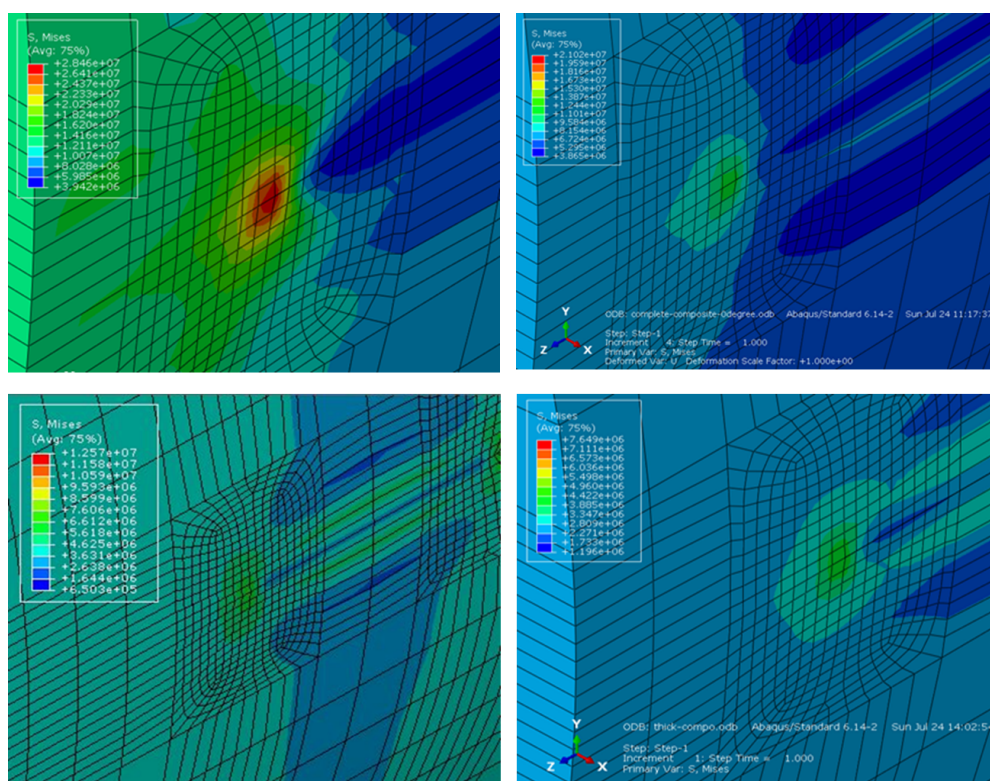 S, Mises
(Avg: 75%)
+2.846e+07
+2.641e+07
+2.437e+07
+2.233e+07
+2.029e+07
+1.824e+07
+1.620e+07
+1.416e+07
+1.211e+07
+1.007e+07
+8.028e+06
+5.985e+06
+3.942e+06
S, Mises
(Avg: 75%)
+2.102e+07
+1.959e+07
+1.816e+07
+1.673e+07
+1.530e+07
+1.387e+07
+1.244e+07
+1.101e+07
+9.584e+06
+8.154e+06
+6.724e+06
+5.295e+06
+3.865e+06
Y
Z X
ODB: complete-composite-0degree.odb Abaqus/Standard 6.14-2 Sun Jul 24 11:17:37
Step: Step-1
Increment 4: Step Time = 1.000
Primary Var: S, Mises
Deformed Var: U Deformation Scale Factor: +1.000e+00
S, Mises
(Avg: 75%)
+1.257e+07
+1.158e+07
+1.059e+07
+9.593e+06
+8.599e+06
+7.606e+06
+6.612e+06
+5.618e+06
+4.625e+06
+3.631e+06
+2.638e+06
+1.644e+06
+6.503e+05
S, Mises
(Avg: 75%)
+7.649e+06
+7.111e+06
+6.573e+06
+6.036e+06
+5.498e+06
+4.960e+06
+4.422e+06
+3.885e+06
+3.347e+06
+2.809e+06
+2.271e+06
+1.733e+06
+1.196e+06
Y
Z X
ODB: thick-compo.odb Abaqus/Standard 6.14-2 Sun Jul 24 14:02:54
Step: Step-1
Increment 1: Step Time = 1.000
Primary Var: S, Mises